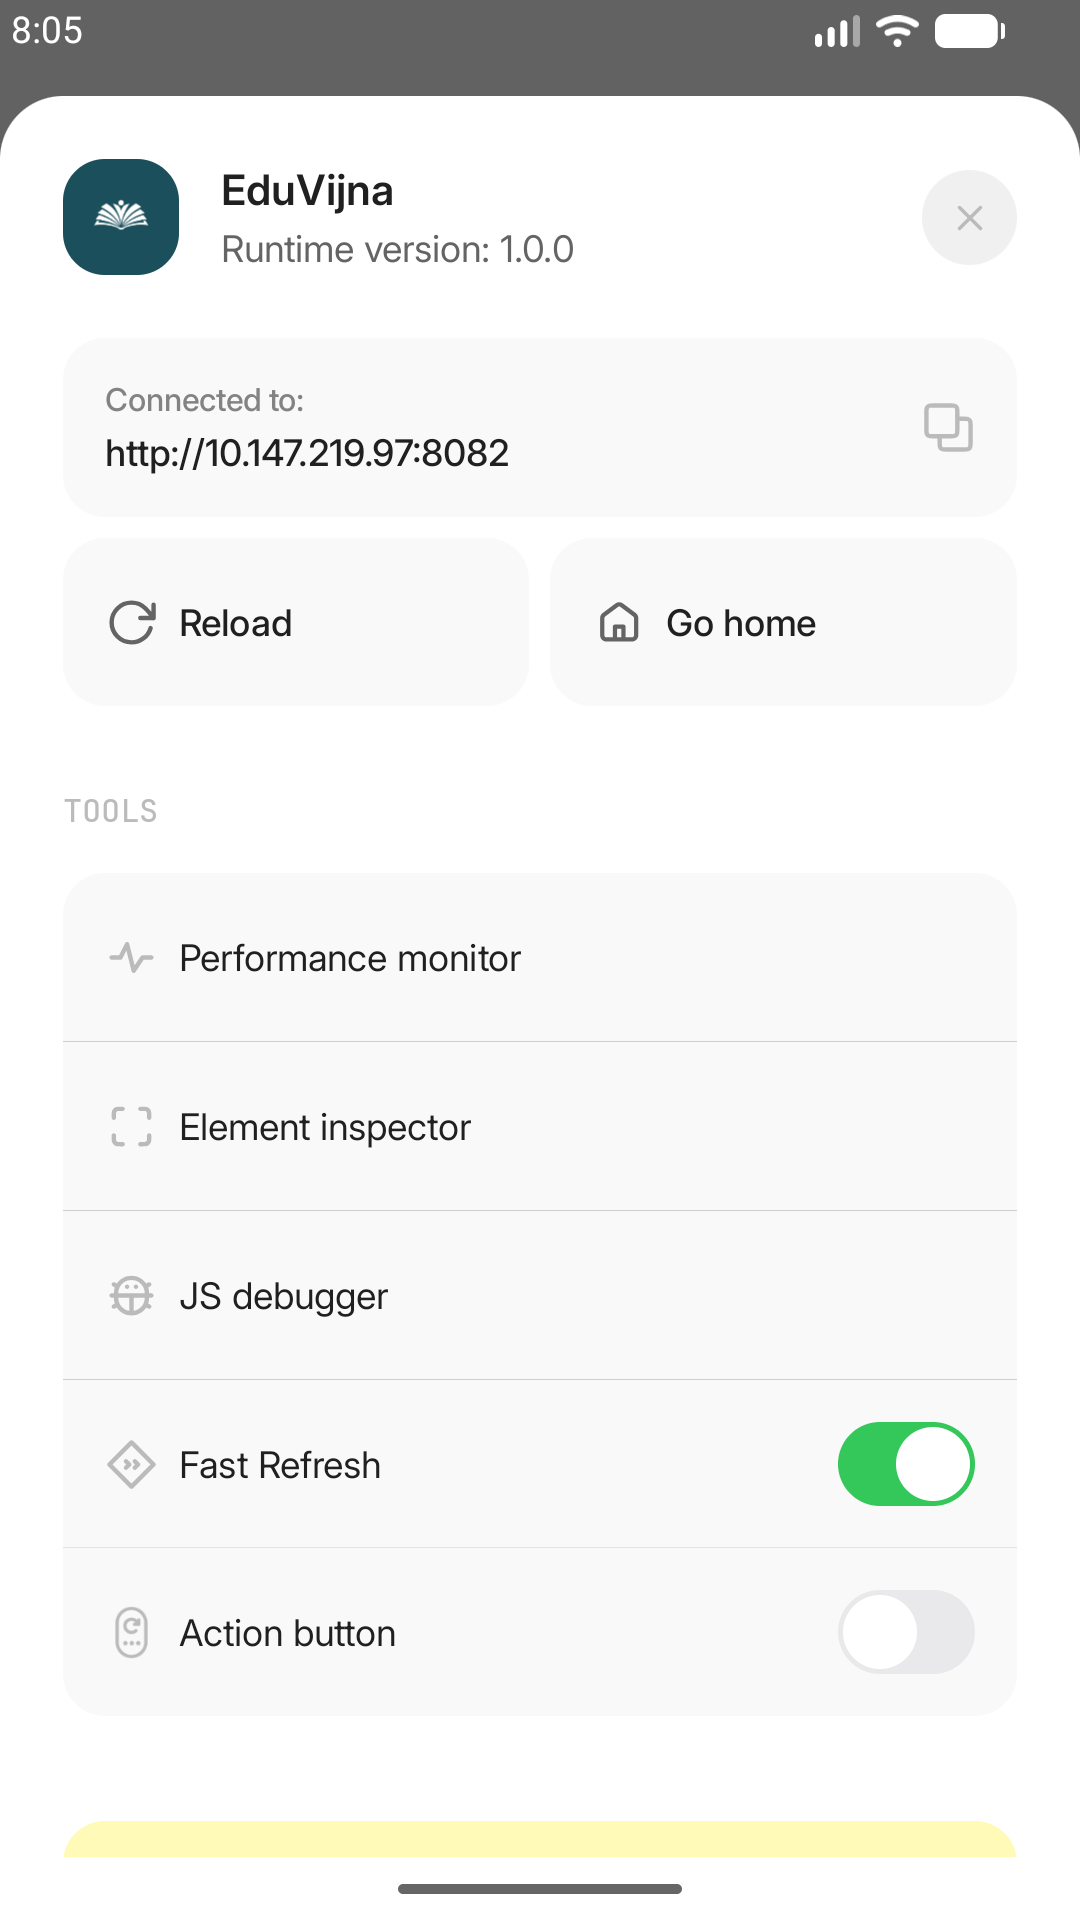 8:05
EduVijna
Runtime version: 1.0.0
Connected to:
http://10.147.219.97:8082
Reload
Go home
TOOLS
Performance monitor
Element inspector
JS debugger
Fast Refresh
Action button